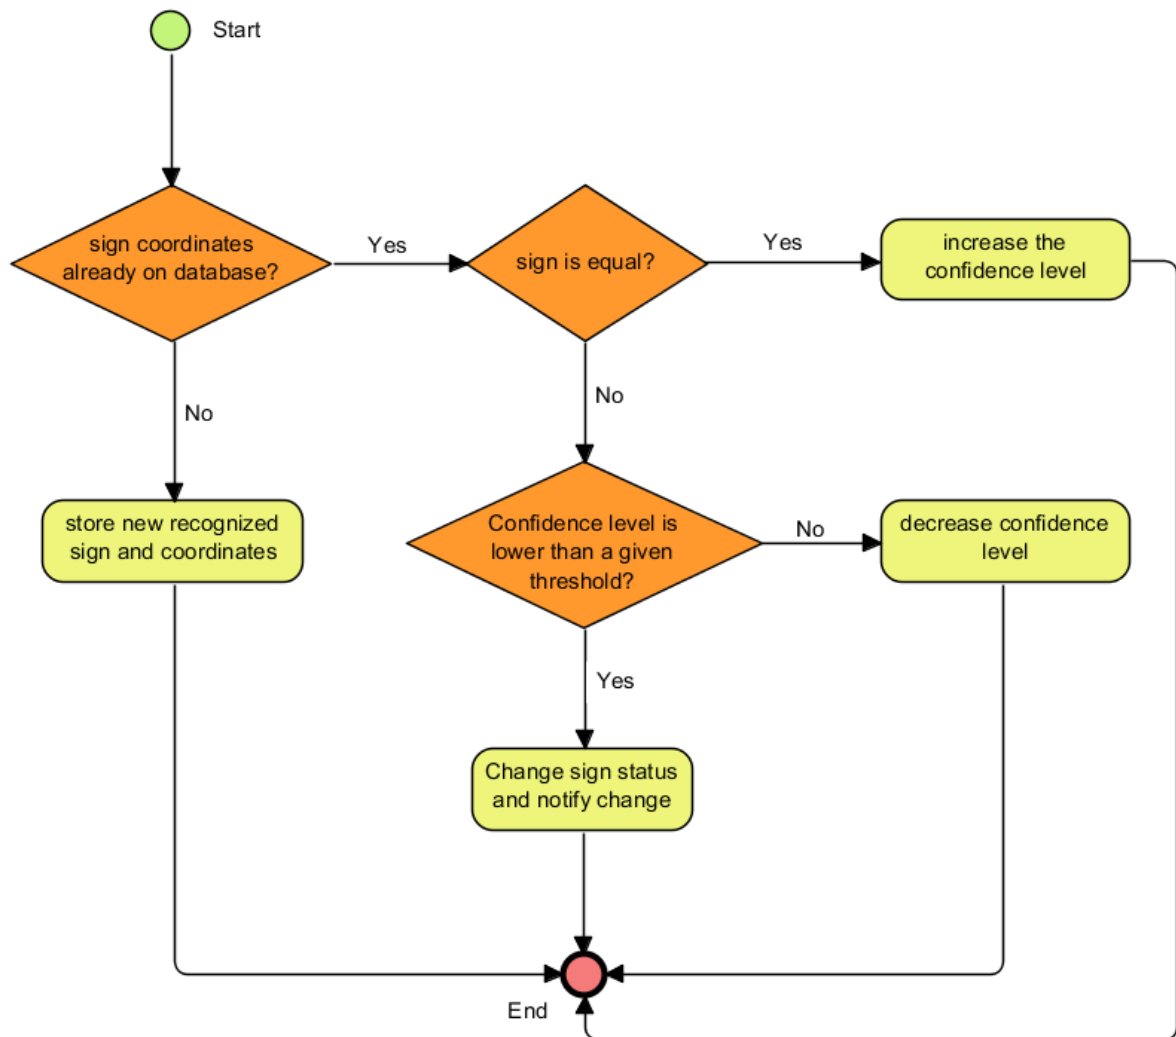 Start
sign coordinates
already on database?
Yes
sign is equal?
Yes
increase the
confidence level
No
No
store new recognized
sign and coordinates
Confidence level is
lower than a given
threshold?
No
decrease confidence
level
Yes
Change sign status
and notify change
End